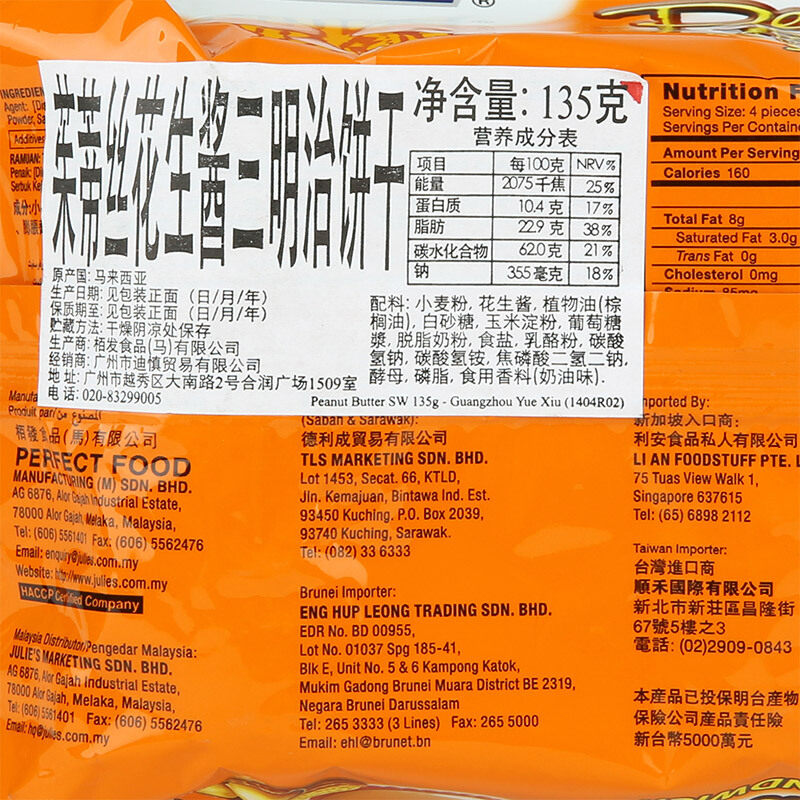 茱蒂丝花生酱三明治饼干
净含量: 135克
营养成分表
项目 每100克 NRV%
能量 2075千焦 25%
蛋白质 10.4克 17%
脂肪 22.9克 38%
碳水化合物 62.0克 21%
钠 355毫克 18%
原产国: 马来西亚
生产日期: 见包装正面 (日/月/年)
保质期至: 见包装正面 (日/月/年)
贮藏方法: 干燥阴凉处保存
生产商: 栢发食品(马)有限公司
经销商: 广州市迪慎贸易有限公司
地址: 广州市越秀区大南路2号合润广场1509室
电话: 020-83299005
配料: 小麦粉, 花生酱, 植物油(棕
榈油), 白砂糖, 玉米淀粉, 葡萄糖
浆, 脱脂奶粉, 食盐, 乳酪粉, 碳酸
氢钠, 碳酸氢铵, 焦磷酸二氢二钠,
酵母, 磷脂, 食用香料(奶油味).
Peanut Butter SW 135g - Guangzhou Yue Xiu (1404R02)
Nutrition
Serving Size: 4 pieces
Servings Per
Amount Per Serving
Calories 160
Total Fat 8g
Saturated Fat 3.0g
Trans Fat 0g
Cholesterol 0mg
Sodium 85mg
栢發食品(馬)有限公司
PERFECT FOOD
MANUFACTURING (M) SDN. BHD.
AG 6876, Alor Gajah Industrial Estate,
78000 Alor Gajah, Melaka, Malaysia,
Tel: (606) 5561401 Fax: (606) 5562476
Email: enquiry@julies.com.my
Website: http://www.julies.com.my
HACCP Certified Company
Malaysia Distributor/Pengedar Malaysia:
JULIE'S MARKETING SDN. BHD.
AG 6876, Alor Gajah Industrial Estate,
78000 Alor Gajah, Melaka, Malaysia,
Tel: (606) 5561401 Fax: (606) 5562476
Email: hq@julies.com.my
(Sabah & Sarawak):
德利成貿易有限公司
TLS MARKETING SDN. BHD.
Lot 1453, Secat. 66, KTLD,
Jln. Kemajuan, Bintawa Ind. Est.
93450 Kuching. P.O. Box 2039,
93740 Kuching, Sarawak.
Tel: (082) 33 6333
Brunei Importer:
ENG HUP LEONG TRADING SDN. BHD.
EDR No. BD 00955,
Lot No. 01037 Spg 185-41,
Blk E, Unit No. 5 & 6 Kampong Katok,
Mukim Gadong Brunei Muara District BE 2319,
Negara Brunei Darussalam
Tel: 265 3333 (3 Lines) Fax: 265 5000
Email: ehl@brunet.bn
Imported By:
新加坡入口商:
利安食品私人有限公司
LI AN FOODSTUFF PTE.
75 Tuas View Walk 1,
Singapore 637615
Tel: (65) 6898 2112
Taiwan Importer:
台灣進口商
順禾國際有限公司
新北市新莊區昌隆街
67號5樓之3
電話: (02)2909-0843
本產品已投保明台產物
保險公司產品責任險
新台幣5000萬元